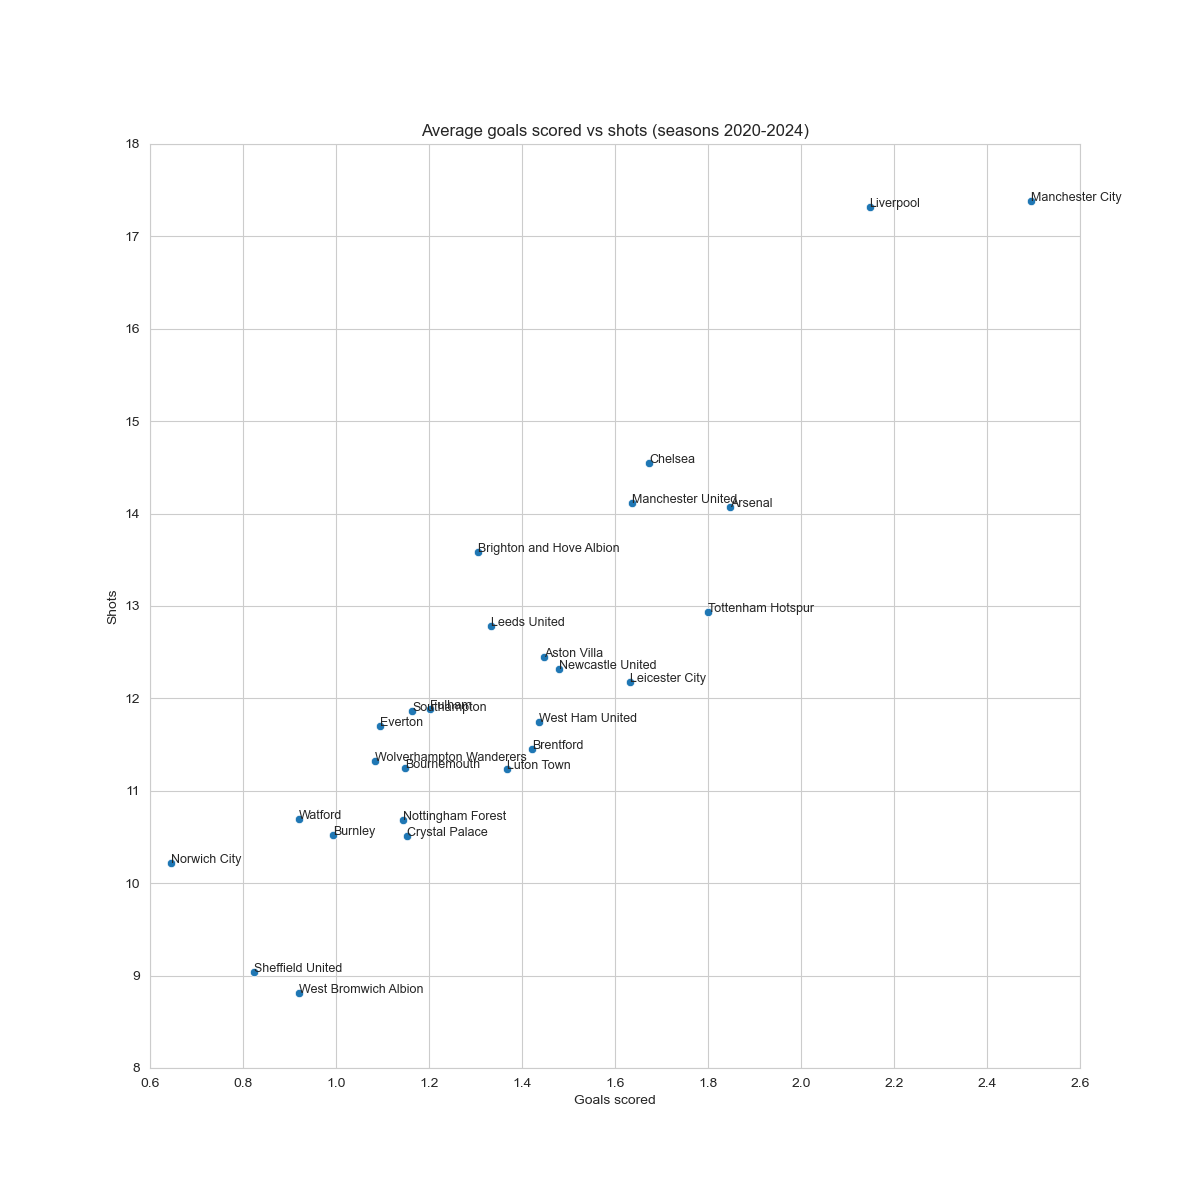 Average goals scored vs shots (seasons 2020-2024)
18
Manchester City
Liverpool
17
16
15
Chelsea
Manchester United
Arsenal
14
Brighton and Hove Albion
Shots
13
Tottenham Hotspur
Leeds United
Aston Villa
Newcastle United
Leicester City
12
Fulham
Southampton
West Ham United
Everton
Brentford
Wolverhampton Wanderers
Bournemouth
Luton Town
11
Watford
Nottingham Forest
Burnley
Crystal Palace
Norwich City
10
Sheffield United
9
West Bromwich Albion
8
0.6 0.8 1.0 1.2 1.4 1.6 1.8 2.0 2.2 2.4 2.6
Goals scored